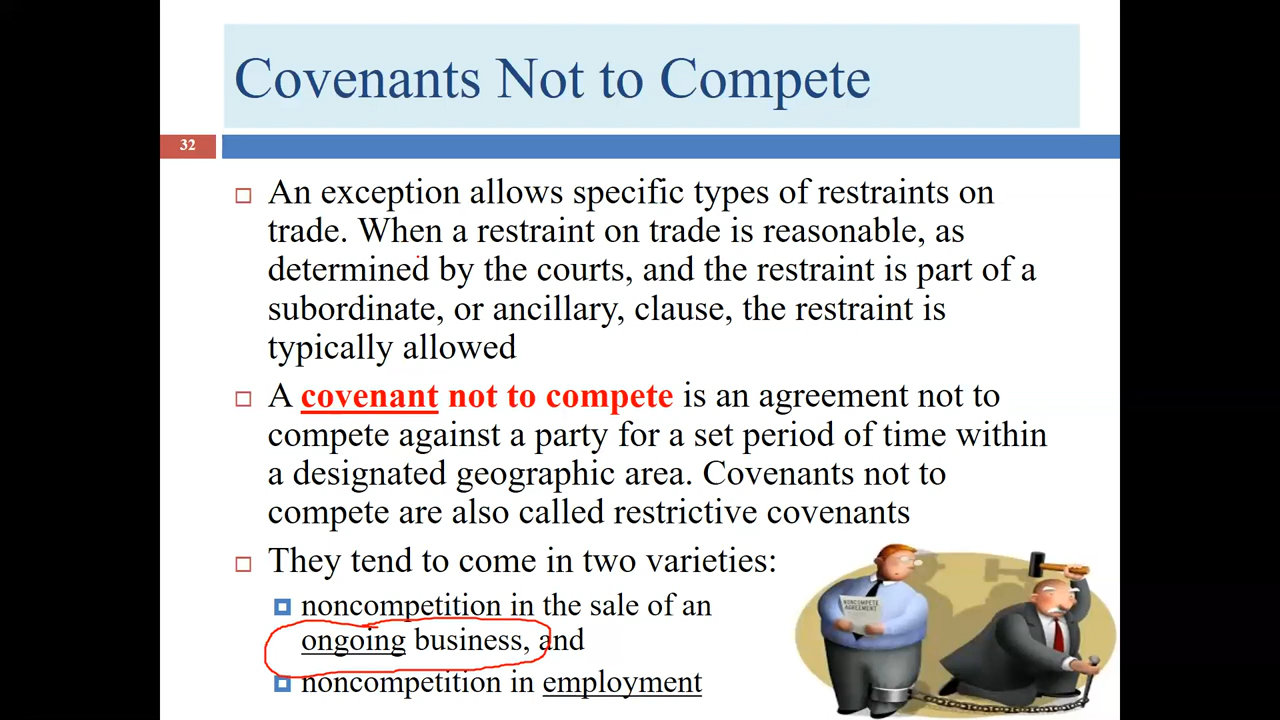 Covenants Not to Compete
32
An exception allows specific types of restraints on
trade. When a restraint on trade is reasonable, as
determined by the courts, and the restraint is part of a
subordinate, or ancillary, clause, the restraint is
typically allowed
A covenant not to compete is an agreement not to
compete against a party for a set period of time within
a designated geographic area. Covenants not to
compete are also called restrictive covenants
They tend to come in two varieties:
noncompetition in the sale of an
ongoing business, and
noncompetition in employment
NONCOMPETE
AGREEMENT